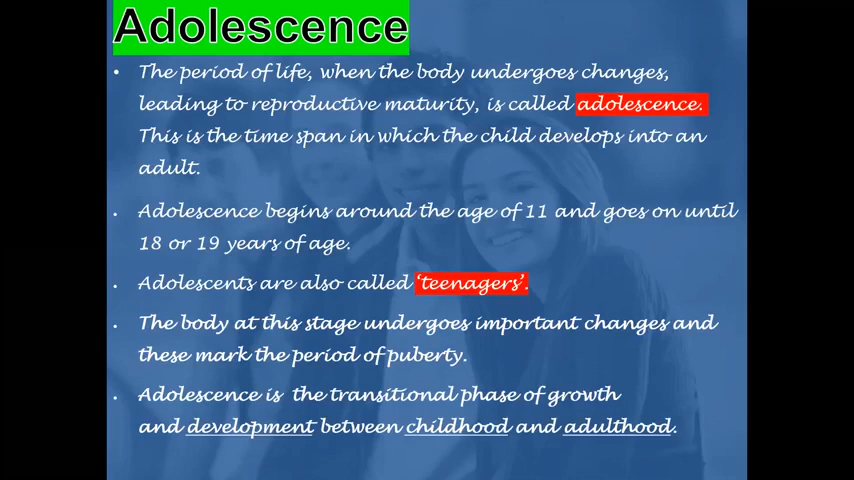 Adolescence
• The period of life, when the body undergoes changes,
leading to reproductive maturity, is called adolescence.
This is the time span in which the child develops into an
adult.
. Adolescence begins around the age of 11 and goes on until
18 or 19 years of age.
. Adolescents are also called ‘teenagers’.
. The body at this stage undergoes important changes and
these mark the period of puberty.
. Adolescence is the transitional phase of growth
and development between childhood and adulthood.